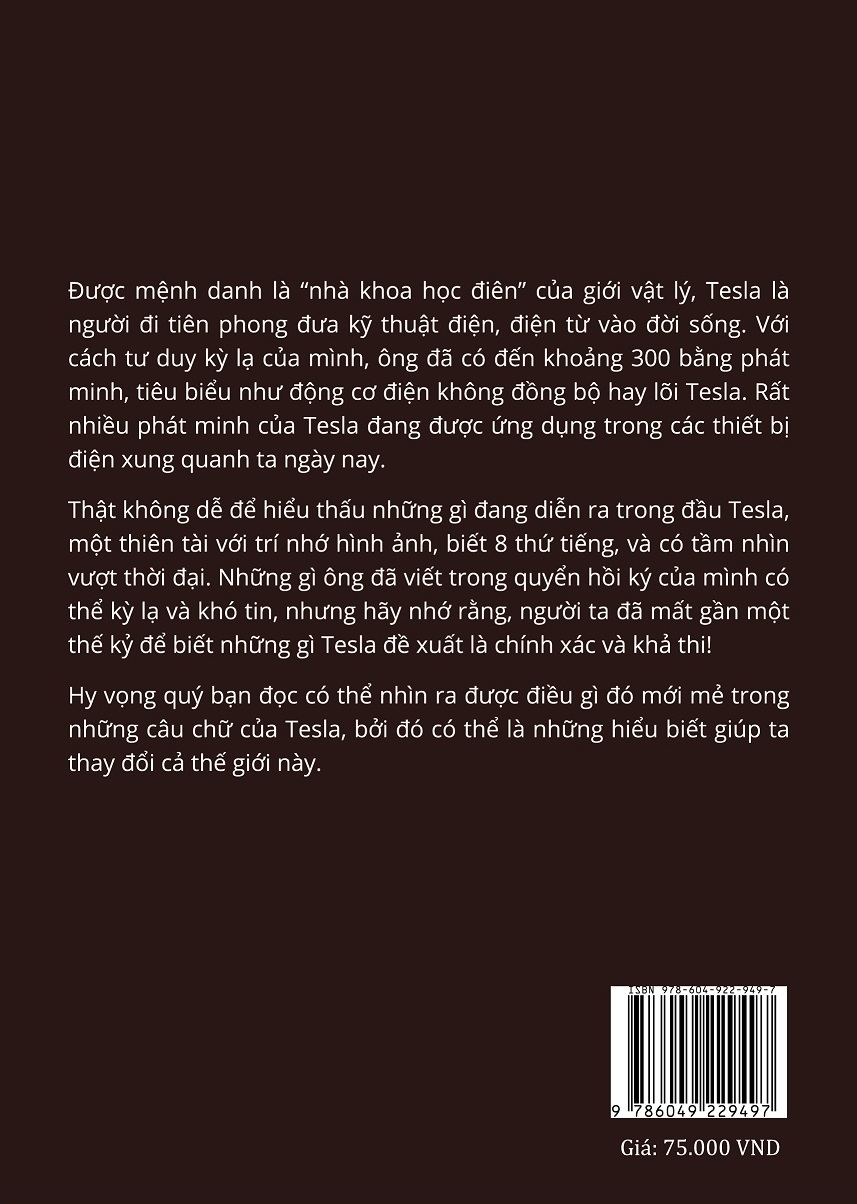 Được mệnh danh là “nhà khoa học điên” của giới vật lý, Tesla là
người đi tiên phong đưa kỹ thuật điện, điện từ vào đời sống. Với
cách tư duy kỳ lạ của mình, ông đã có đến khoảng 300 bằng phát
minh, tiêu biểu như động cơ điện không đồng bộ hay lõi Tesla. Rất
nhiều phát minh của Tesla đang được ứng dụng trong các thiết bị
điện xung quanh ta ngày nay.
Thật không dễ để hiểu thấu những gì đang diễn ra trong đầu Tesla,
một thiên tài với trí nhớ hình ảnh, biết 8 thứ tiếng, và có tầm nhìn
vượt thời đại. Những gì ông đã viết trong quyển hồi ký của mình có
thể kỳ lạ và khó tin, nhưng hãy nhớ rằng, người ta đã mất gần một
thế kỷ để biết những gì Tesla đề xuất là chính xác và khả thi!
Hy vọng quý bạn đọc có thể nhìn ra được điều gì đó mới mẻ trong
những câu chữ của Tesla, bởi đó có thể là những hiểu biết giúp ta
thay đổi cả thế giới này.
ISBN 978-604-922-949-7
9 786049 229497
Giá: 75.000 VND